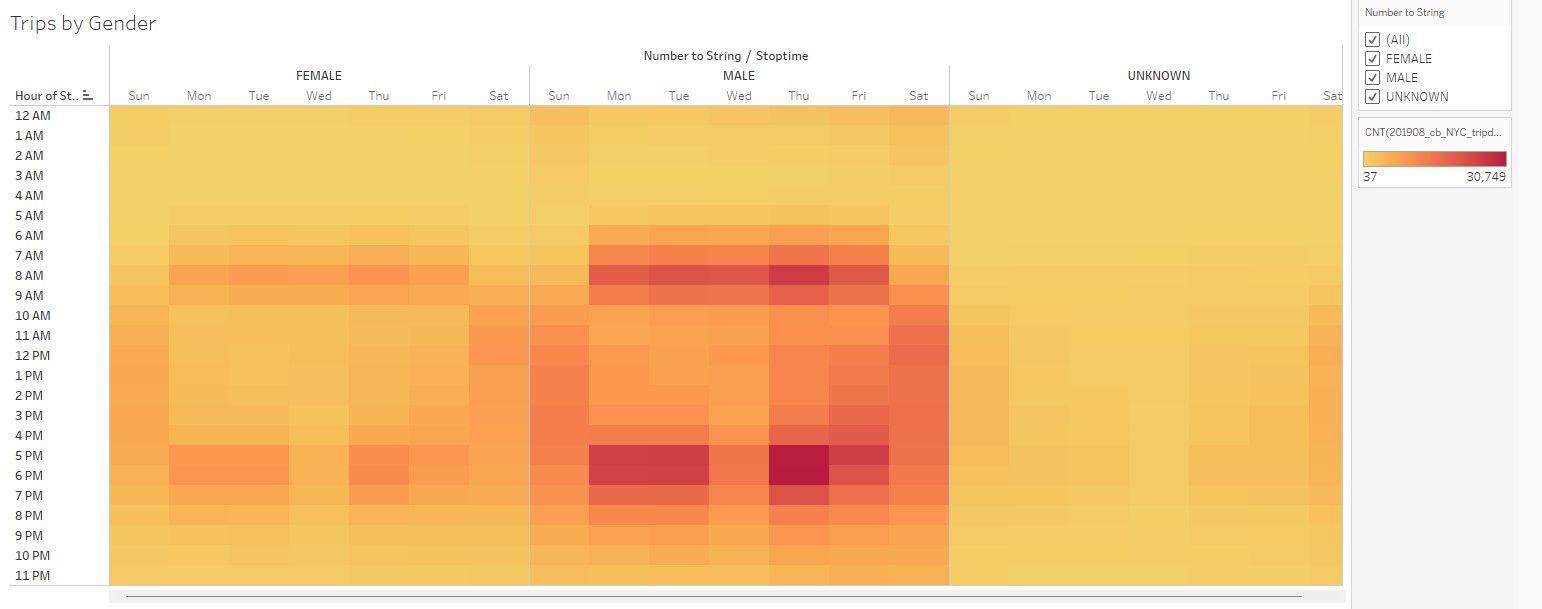 Trips by Gender
Number to String / Stoptime
FEMALE MALE UNKNOWN
Hour of St.. Sun Mon Tue Wed Thu Fri Sat Sun Mon Tue Wed Thu Fri Sat Sun Mon Tue Wed Thu Fri Sat
12 AM
1 AM
2 AM
3 AM
4 AM
5 AM
6 AM
7 AM
8 AM
9 AM
10 AM
11 AM
12 PM
1 PM
2 PM
3 PM
4 PM
5 PM
6 PM
7 PM
8 PM
9 PM
10 PM
11 PM
Number to String
(All)
FEMALE
MALE
UNKNOWN
CNT(201908_cb_NYC_tripd...
37 30,749